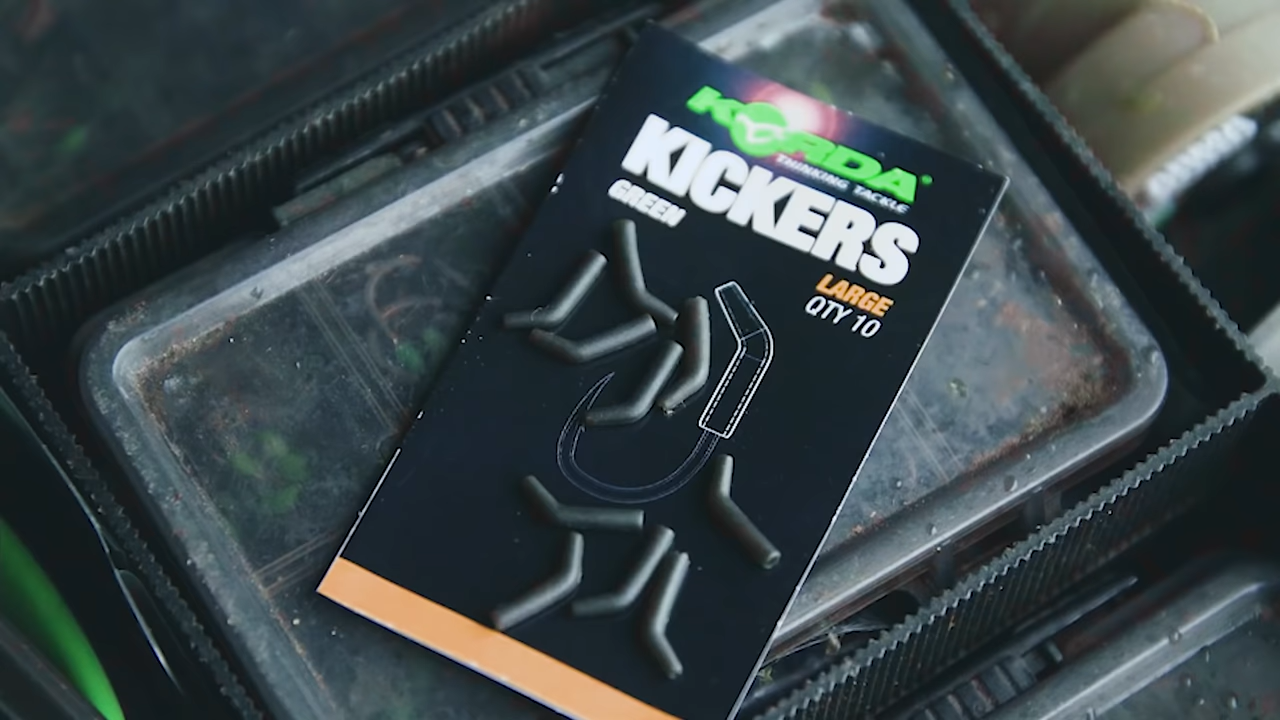 KORDA
THINKING TACKLE
KICKERS
GREEN
LARGE
QTY 10